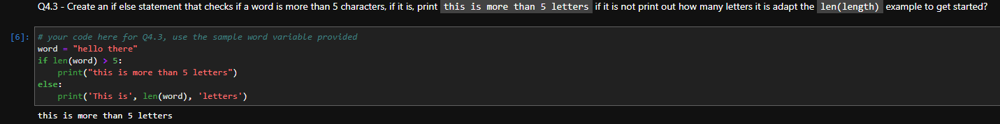 Q4.3 - Create an if else statement that checks if a word is more than 5 characters, if it is, print this is more than 5 letters if it is not print out how many letters it is adapt the len(length) example to get started?
[6]: # your code here for Q4.3, use the sample word variable provided
word = "hello there"
if len(word) > 5:
    print("this is more than 5 letters")
else:
    print('This is', len(word), 'letters')
this is more than 5 letters